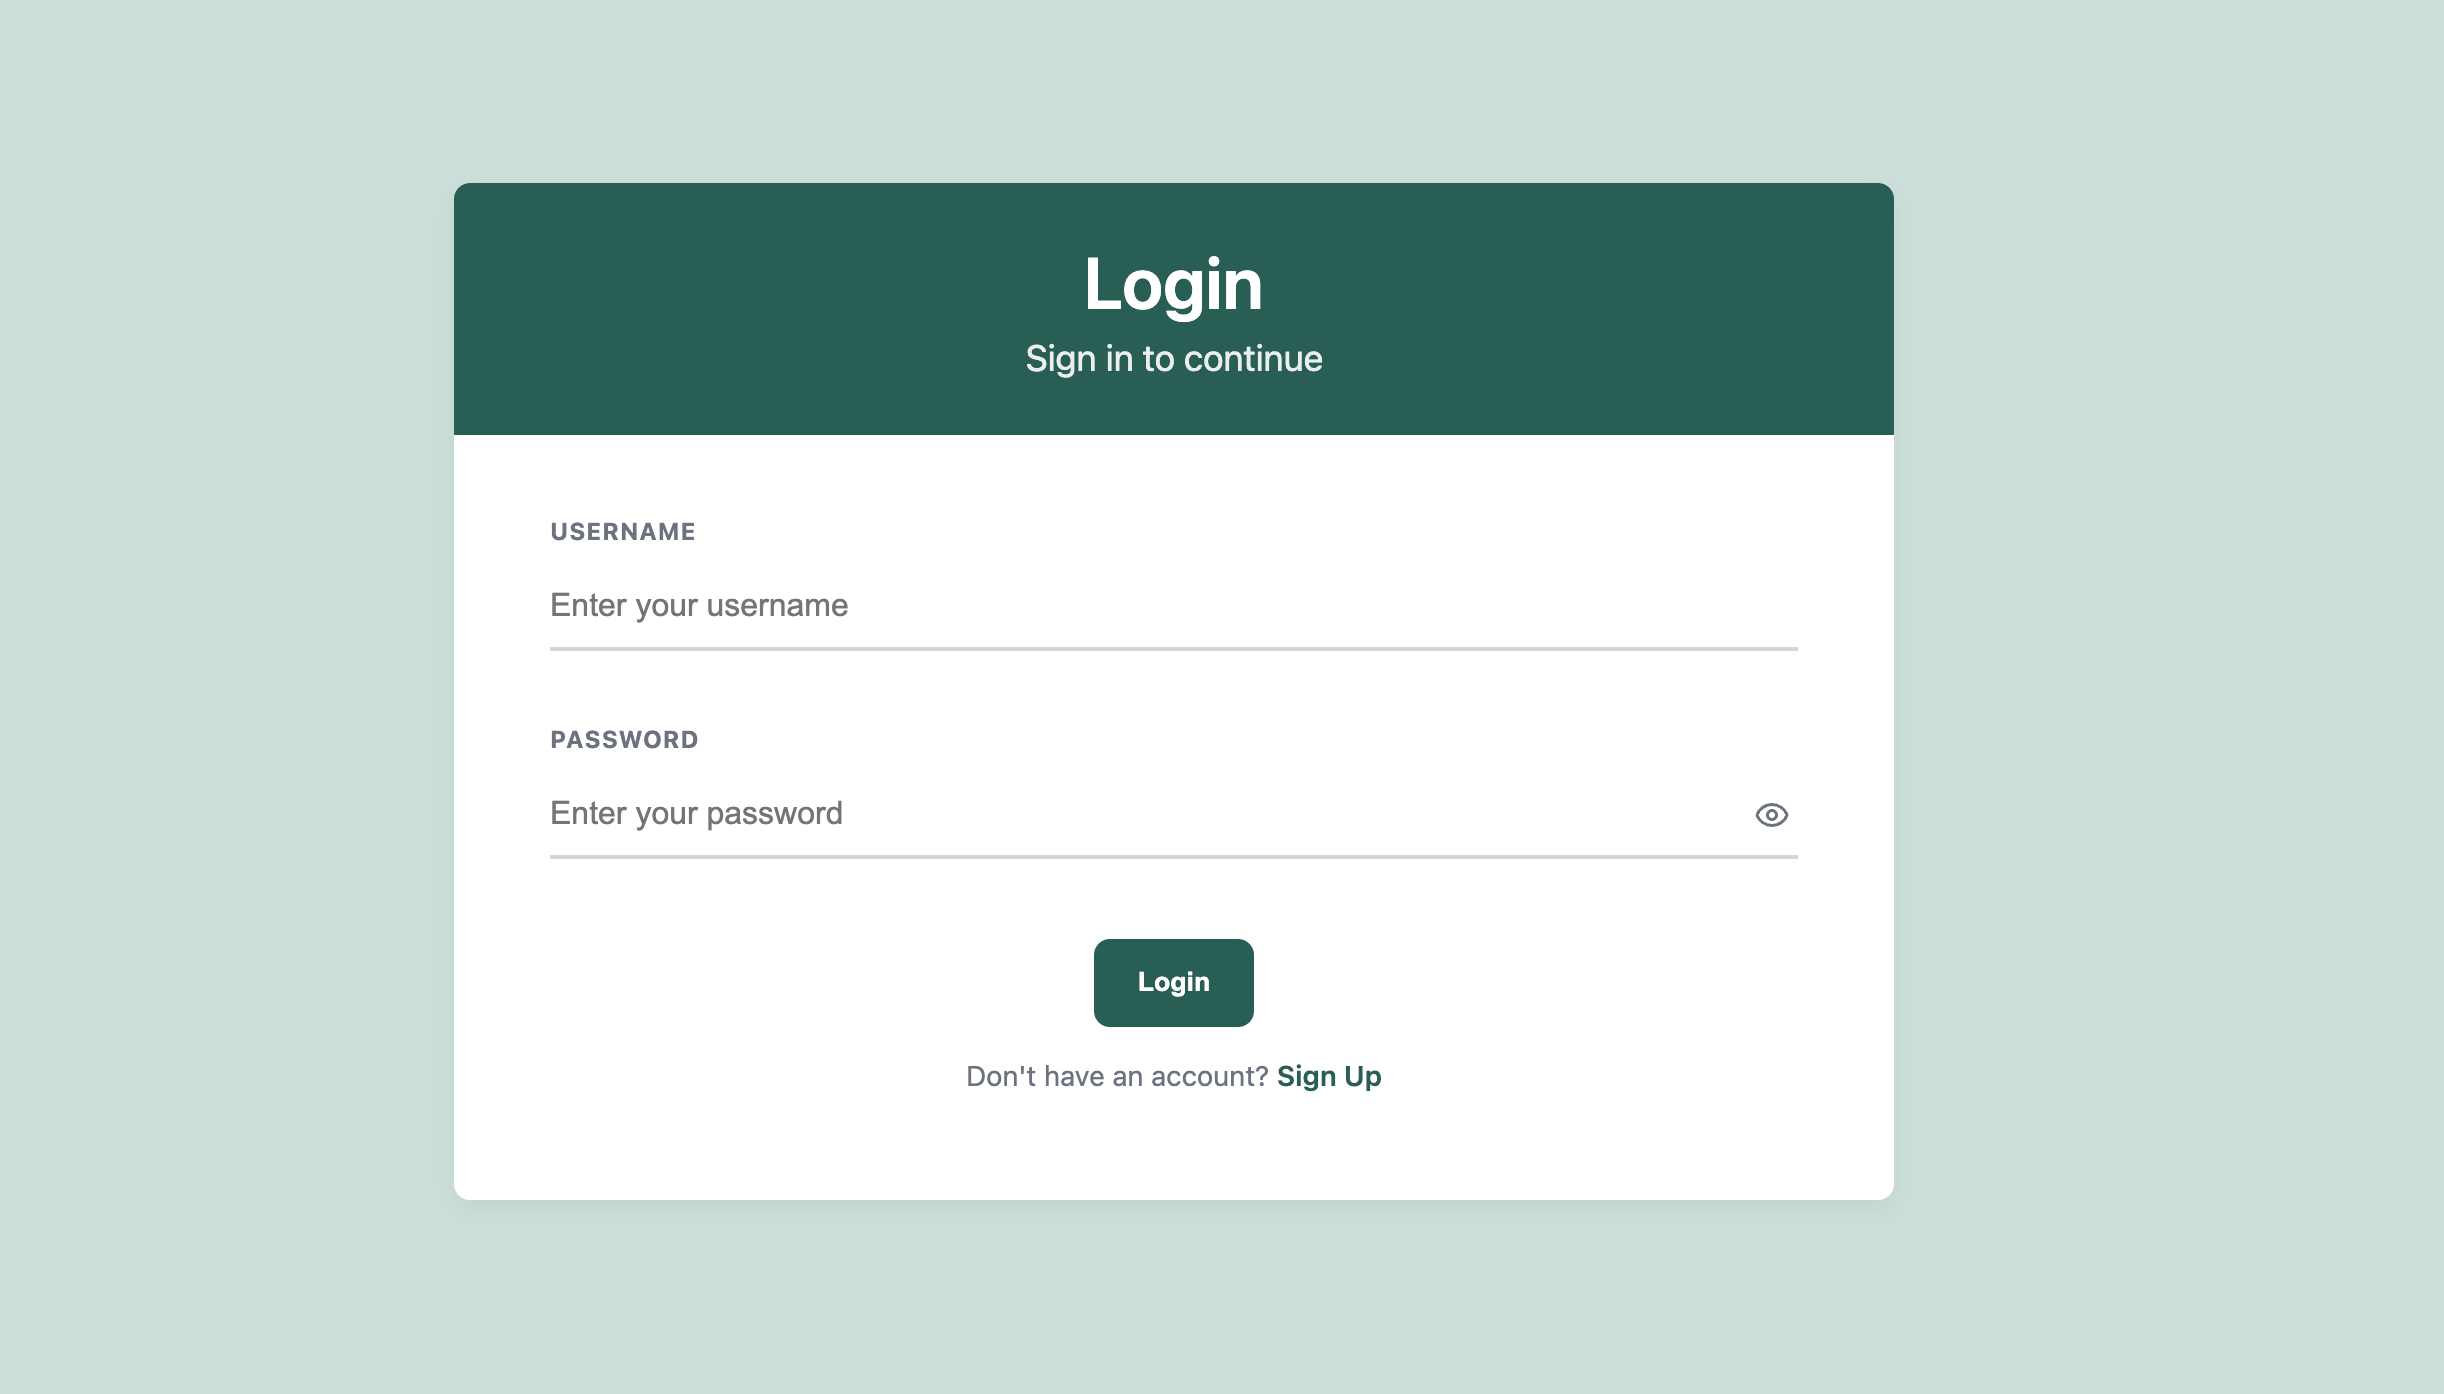 Login
Sign in to continue
USERNAME
Enter your username
PASSWORD
Enter your password
Login
Don't have an account? Sign Up